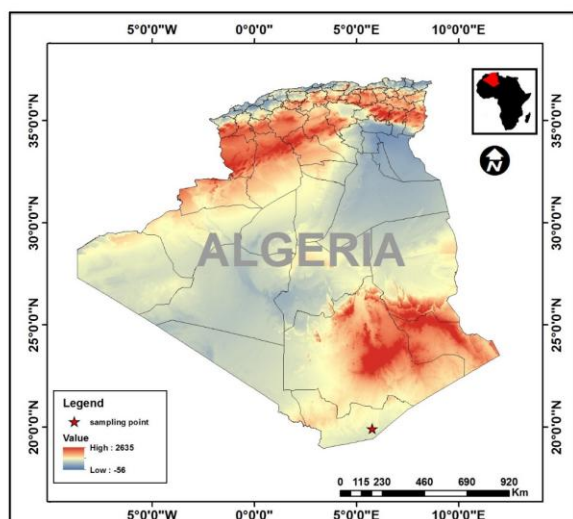 5°0'0"W 0°0'0" 5°0'0"E 10°0'0"E
35°0'0"N 35°0'0"N
N
30°0'0"N 30°0'0"N
ALGERIA
25°0'0"N 25°0'0"N
20°0'0"N 20°0'0"N
Legend
sampling point
Value
High : 2635
Low : -56
0 115 230 460 690 920
Km
5°0'0"W 0°0'0" 5°0'0"E 10°0'0"E